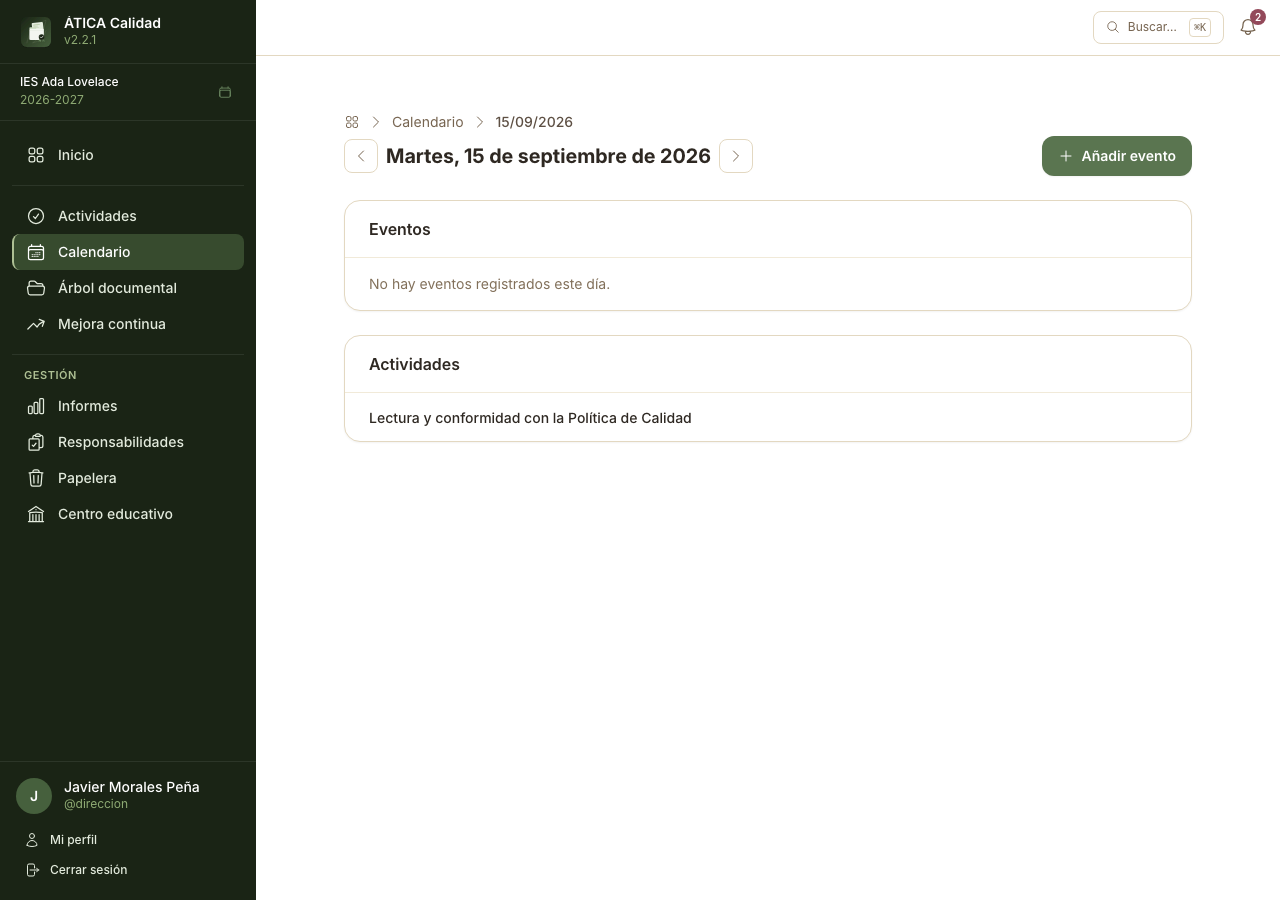 ÁTICA Calidad
v2.2.1
IES Ada Lovelace
2026-2027
Inicio
Actividades
Calendario
Árbol documental
Mejora continua
GESTIÓN
Informes
Responsabilidades
Papelera
Centro educativo
J
Javier Morales Peña
@direccion
Mi perfil
Cerrar sesión
Buscar...
⌘K
2
Calendario
15/09/2026
Martes, 15 de septiembre de 2026
Añadir evento
Eventos
No hay eventos registrados este día.
Actividades
Lectura y conformidad con la Política de Calidad